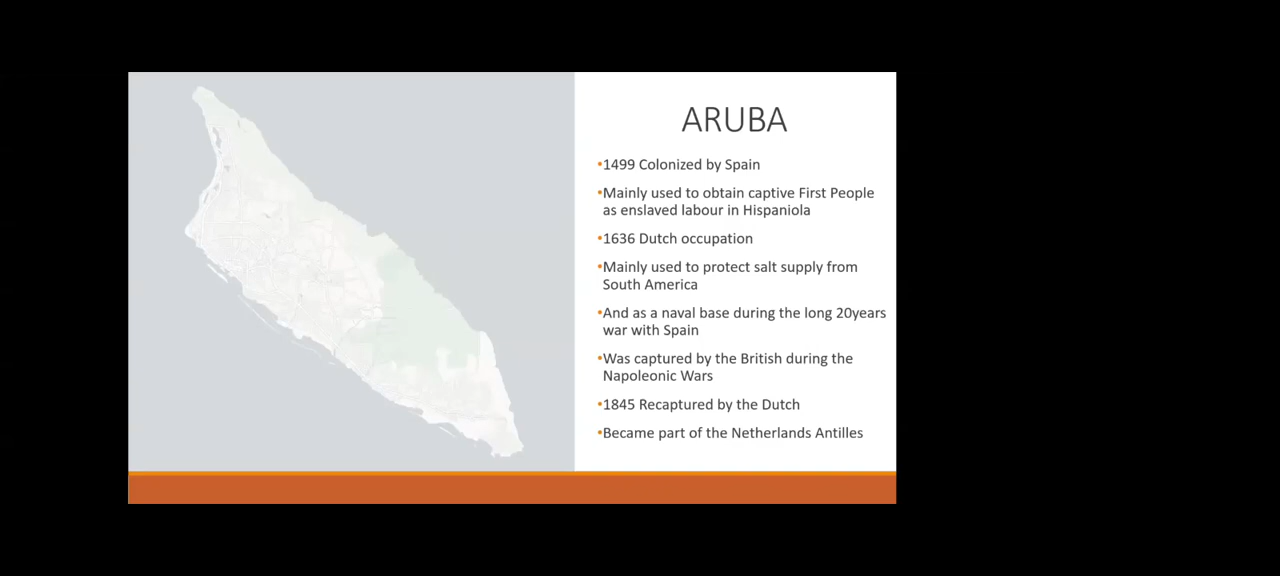 ARUBA
•1499 Colonized by Spain
•Mainly used to obtain captive First People
as enslaved labour in Hispaniola
•1636 Dutch occupation
•Mainly used to protect salt supply from
South America
•And as a naval base during the long 20years
war with Spain
•Was captured by the British during the
Napoleonic Wars
•1845 Recaptured by the Dutch
•Became part of the Netherlands Antilles